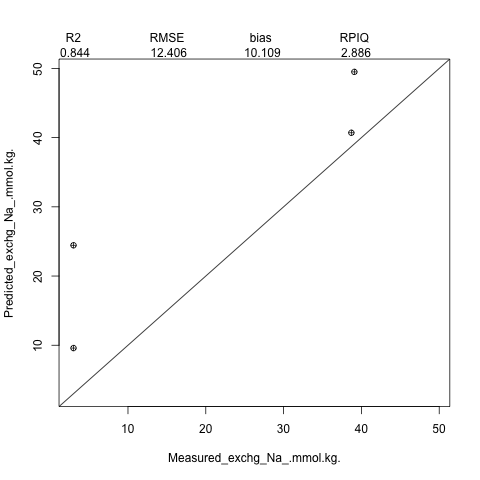 R2 RMSE bias RPIQ
0.844 12.406 10.109 2.886
50
40
30
20
10
Predicted_exchg_Na_.mmol.kg.
10 20 30 40 50
Measured_exchg_Na_.mmol.kg.